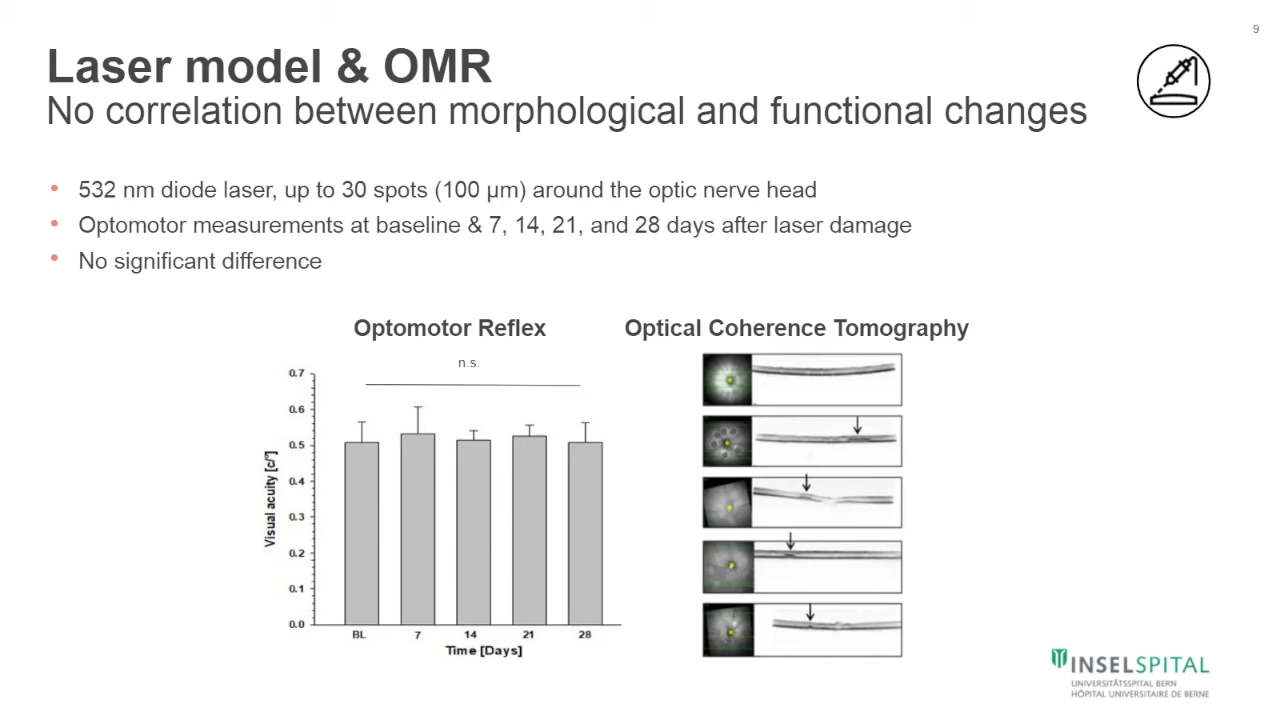 9
Laser model & OMR
No correlation between morphological and functional changes
• 532 nm diode laser, up to 30 spots (100 µm) around the optic nerve head
• Optomotor measurements at baseline & 7, 14, 21, and 28 days after laser damage
• No significant difference
Optomotor Reflex
n.s.
0.7
0.6
0.5
0.4
0.3
0.2
0.1
0.0
Visual acuity [c/°]
BL 7 14 21 28
Time [Days]
Optical Coherence Tomography
INSELSPITAL
UNIVERSITÄTSSPITAL BERN
HÔPITAL UNIVERSITAIRE DE BERNE